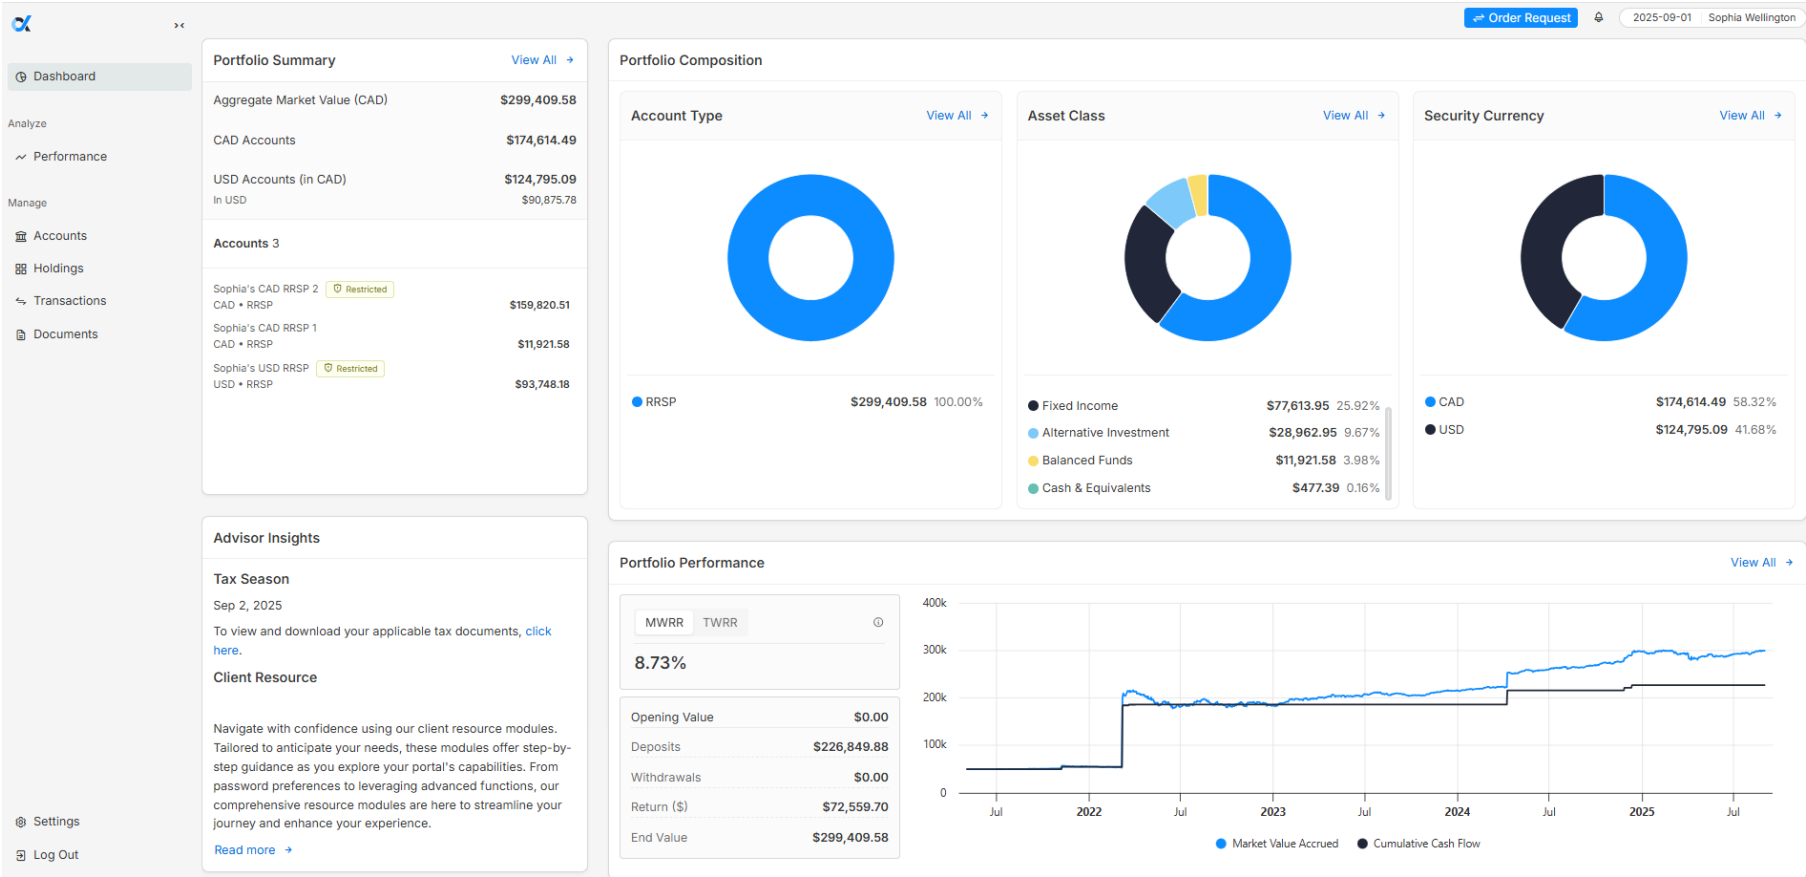 Order Request
2025-09-01 Sophia Wellington
Dashboard
Analyze
Performance
Manage
Accounts
Holdings
Transactions
Documents
Settings
Log Out
Portfolio Summary View All
Aggregate Market Value (CAD) $299,409.58
CAD Accounts $174,614.49
USD Accounts (in CAD) $124,795.09
In USD $90,875.78
Accounts 3
Sophia's CAD RRSP 2 Restricted
CAD • RRSP $159,820.51
Sophia's CAD RRSP 1
CAD • RRSP $11,921.58
Sophia's USD RRSP Restricted
USD • RRSP $93,748.18
Advisor Insights
Tax Season
Sep 2, 2025
To view and download your applicable tax documents, click
here.
Client Resource
Navigate with confidence using our client resource modules.
Tailored to anticipate your needs, these modules offer step-by-
step guidance as you explore your portal's capabilities. From
password preferences to leveraging advanced functions, our
comprehensive resource modules are here to streamline your
journey and enhance your experience.
Read more
Portfolio Composition
Account Type View All
RRSP $299,409.58 100.00%
Asset Class View All
Fixed Income $77,613.95 25.92%
Alternative Investment $28,962.95 9.67%
Balanced Funds $11,921.58 3.98%
Cash & Equivalents $477.39 0.16%
Security Currency View All
CAD $174,614.49 58.32%
USD $124,795.09 41.68%
Portfolio Performance View All
MWRR TWRR
8.73%
Opening Value $0.00
Deposits $226,849.88
Withdrawals $0.00
Return ($) $72,559.70
End Value $299,409.58
400k
300k
200k
100k
0
Jul 2022 Jul 2023 Jul 2024 Jul 2025 Jul
Market Value Accrued Cumulative Cash Flow